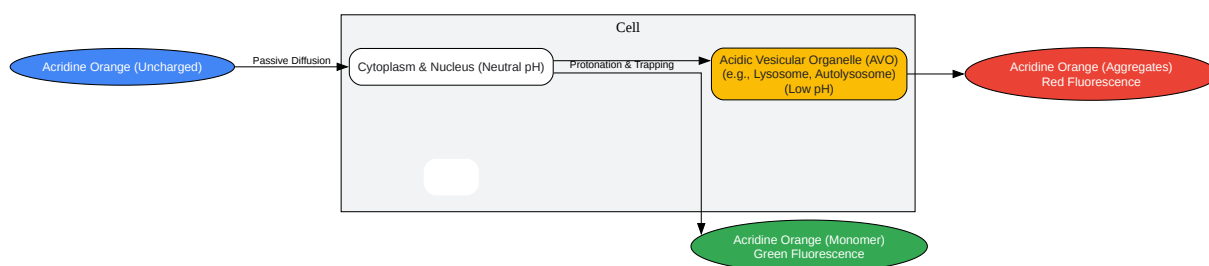 Cell
Acridine Orange (Uncharged)
Passive Diffusion
Cytoplasm & Nucleus (Neutral pH)
Protonation & Trapping
Acidic Vesicular Organelle (AVO)
(e.g., Lysosome, Autolysosome)
(Low pH)
Acridine Orange (Aggregates)
Red Fluorescence
Acridine Orange (Monomer)
Green Fluorescence